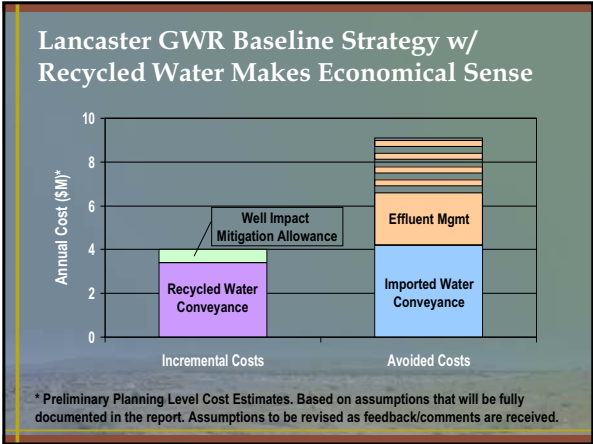 Lancaster GWR Baseline Strategy w/
Recycled Water Makes Economical Sense
Annual Cost ($M)*
10
8
6
4
2
0
Well Impact
Mitigation Allowance
Recycled Water
Conveyance
Effluent Mgmt
Imported Water
Conveyance
Incremental Costs
Avoided Costs
* Preliminary Planning Level Cost Estimates. Based on assumptions that will be fully
documented in the report. Assumptions to be revised as feedback/comments are received.